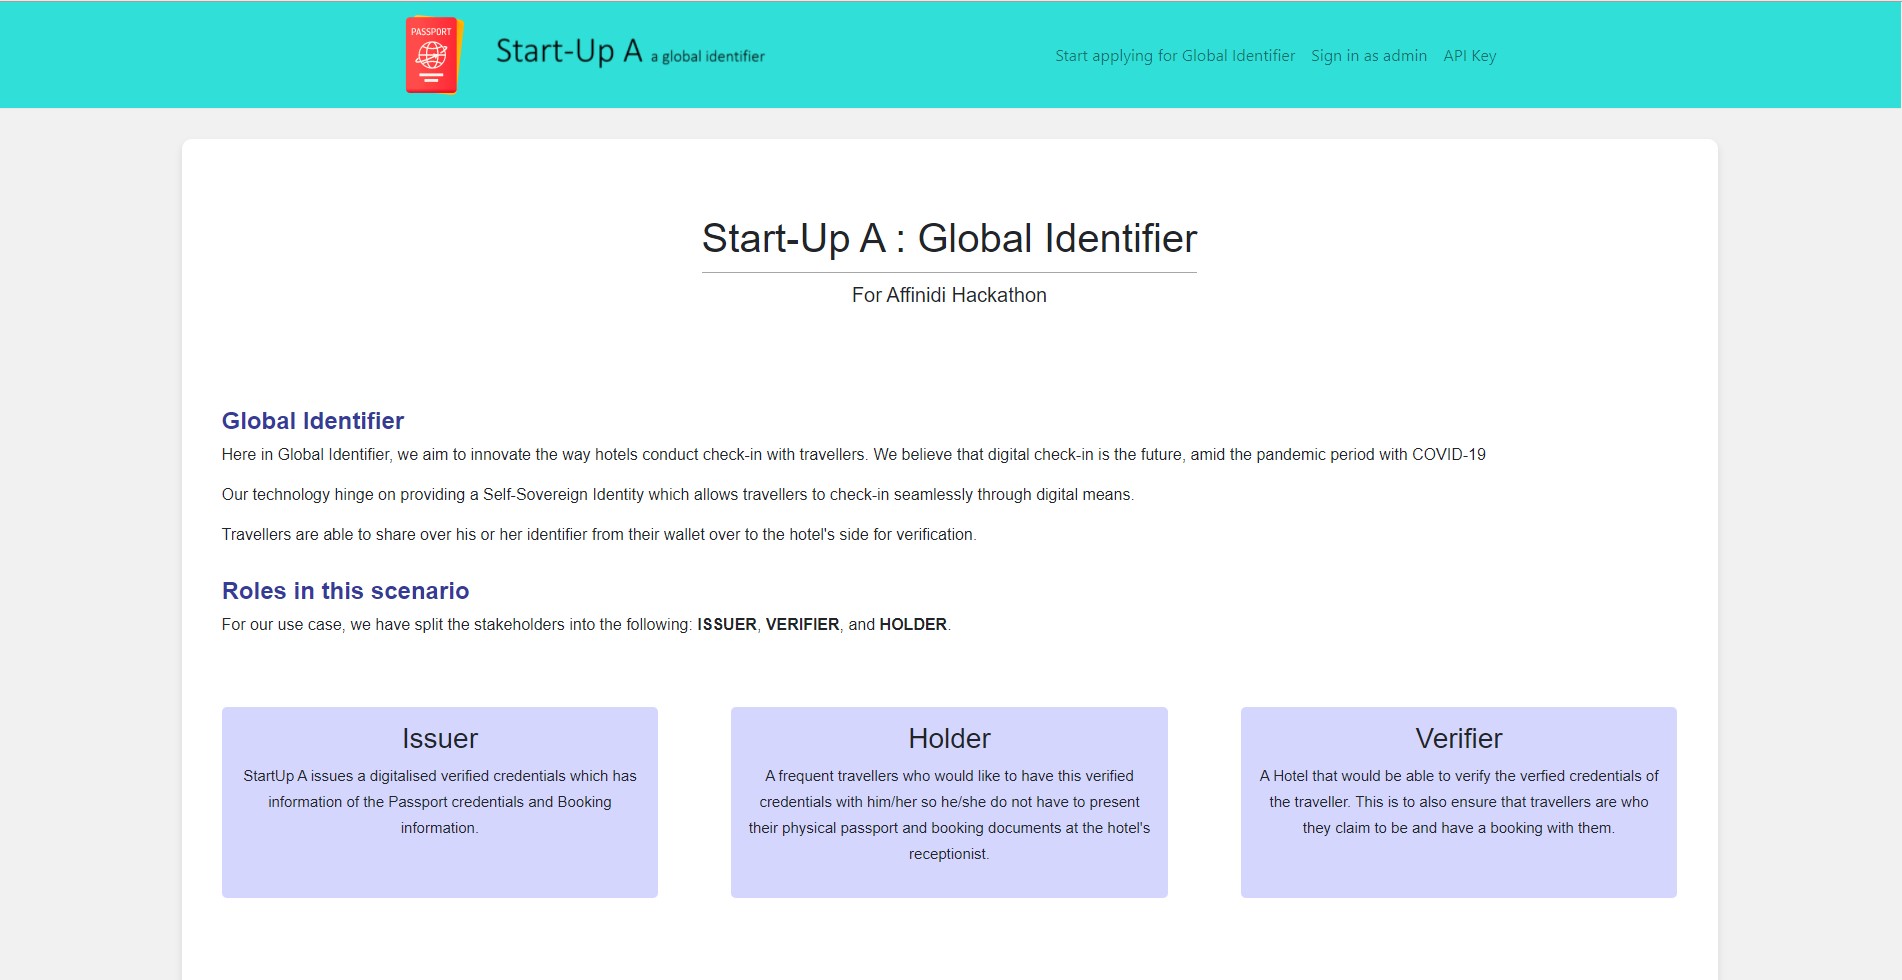 PASSPORT
Start-Up A a global identifier
Start applying for Global Identifier Sign in as admin API Key
Start-Up A : Global Identifier
For Affinidi Hackathon
Global Identifier
Here in Global Identifier, we aim to innovate the way hotels conduct check-in with travellers. We believe that digital check-in is the future, amid the pandemic period with COVID-19
Our technology hinge on providing a Self-Sovereign Identity which allows travellers to check-in seamlessly through digital means.
Travellers are able to share over his or her identifier from their wallet over to the hotel's side for verification.
Roles in this scenario
For our use case, we have split the stakeholders into the following: ISSUER, VERIFIER, and HOLDER.
Issuer
StartUp A issues a digitalised verified credentials which has
information of the Passport credentials and Booking
information.
Holder
A frequent travellers who would like to have this verified
credentials with him/her so he/she do not have to present
their physical passport and booking documents at the hotel's
receptionist.
Verifier
A Hotel that would be able to verify the verfied credentials of
the traveller. This is to also ensure that travellers are who
they claim to be and have a booking with them.